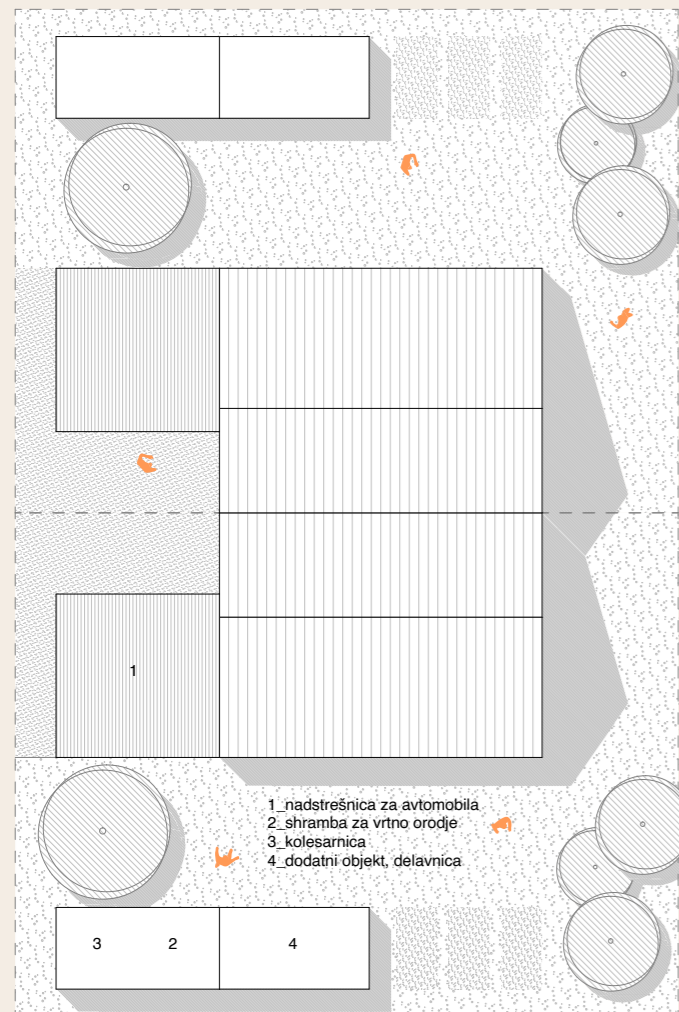 1
1_nadstrešnica za avtomobila
2_shramba za vrtno orodje
3_kolesarnica
4_dodatni objekt, delavnica
3 2 4